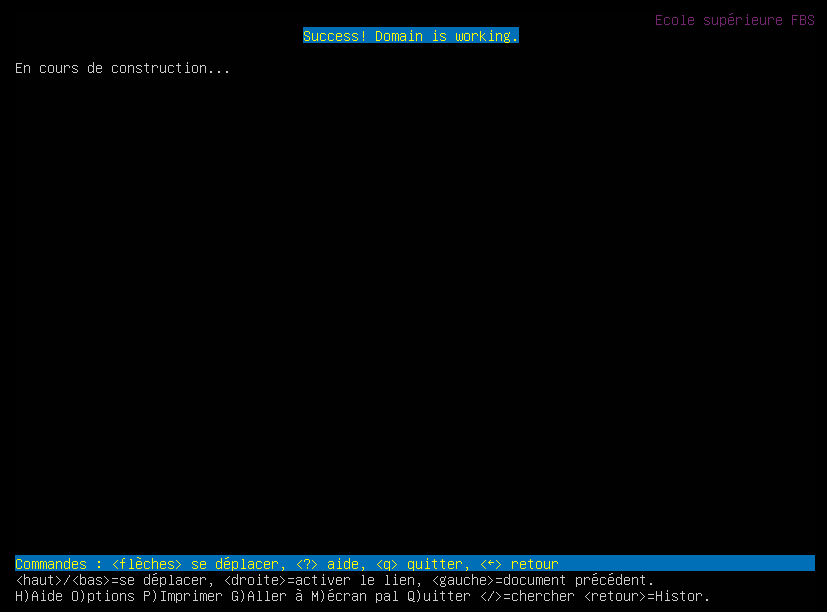 Ecole supérieure FBS
Success! Domain is working.
En cours de construction...
Commandes : <flèches> se déplacer, <?> aide, <q> quitter, <←> retour
<haut>/<bas>=se déplacer, <droite>=activer le lien, <gauche>=document précédent.
H)Aide O)ptions P)Imprimer G)Aller à M)écran pal Q)uitter </>=chercher <retour>=Histor.